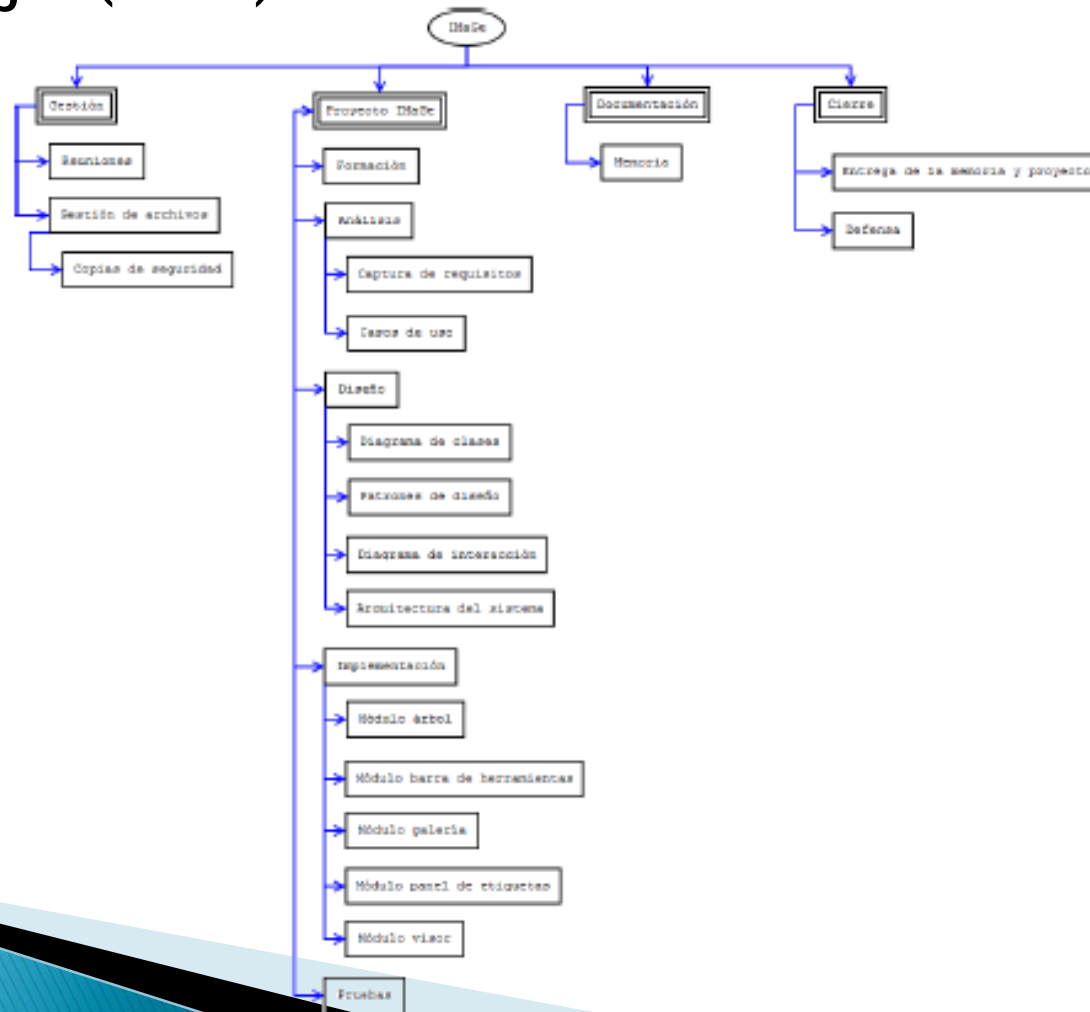 IMaGe
Gestión
Reuniones
Gestión de archivos
Copias de seguridad
Proyecto IMaGe
Formación
Análisis
Captura de requisitos
Casos de uso
Diseño
Diagrama de clases
Patrones de diseño
Diagrama de interacción
Arquitectura del sistema
Implementación
Módulo árbol
Módulo barra de herramientas
Módulo galería
Módulo panel de etiquetas
Módulo visor
Pruebas
Documentación
Memoria
Cierre
Entrega de la memoria y proyecto
Defensa